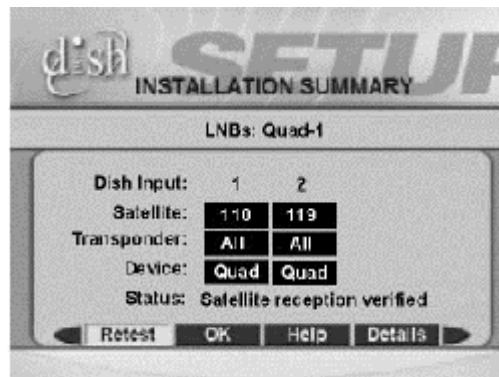 dish
SETUP
INSTALLATION SUMMARY
LNBs: Quad-1
Dish Input: 1 2
Satellite: 110 119
Transponder: All All
Device: Quad Quad
Status: Satellite reception verified
Retest OK Help Details